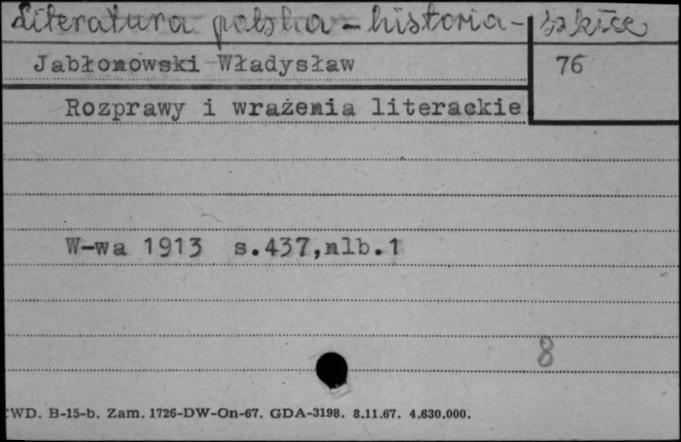 Literatura polska - historia - szkice
Jabłonowski Władysław 76
Rozprawy i wrażenia literackie
W-wa 1913 s.437,nlb.1
8
WD. B-15-b. Zam. 1726-DW-On-67. GDA-3198. 8.11.67. 4.630.000.